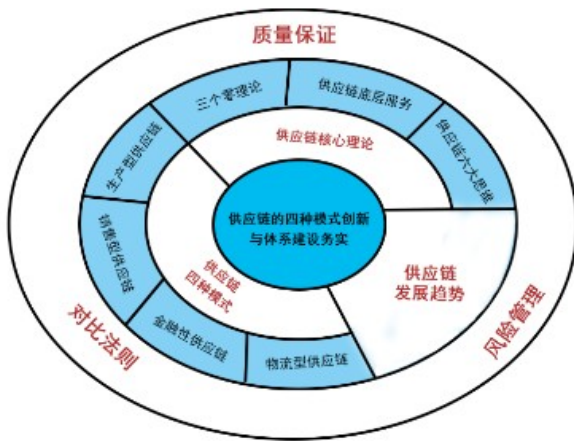 质量保证
三个零理论
供应链底层服务
供应链六大思维
生产型供应链
供应链核心理论
供应链的四种模式创新
与体系建设务实
销售型供应链
供应链
四种模式
供应链
发展趋势
金融性供应链
物流型供应链
对比法则
风险管理